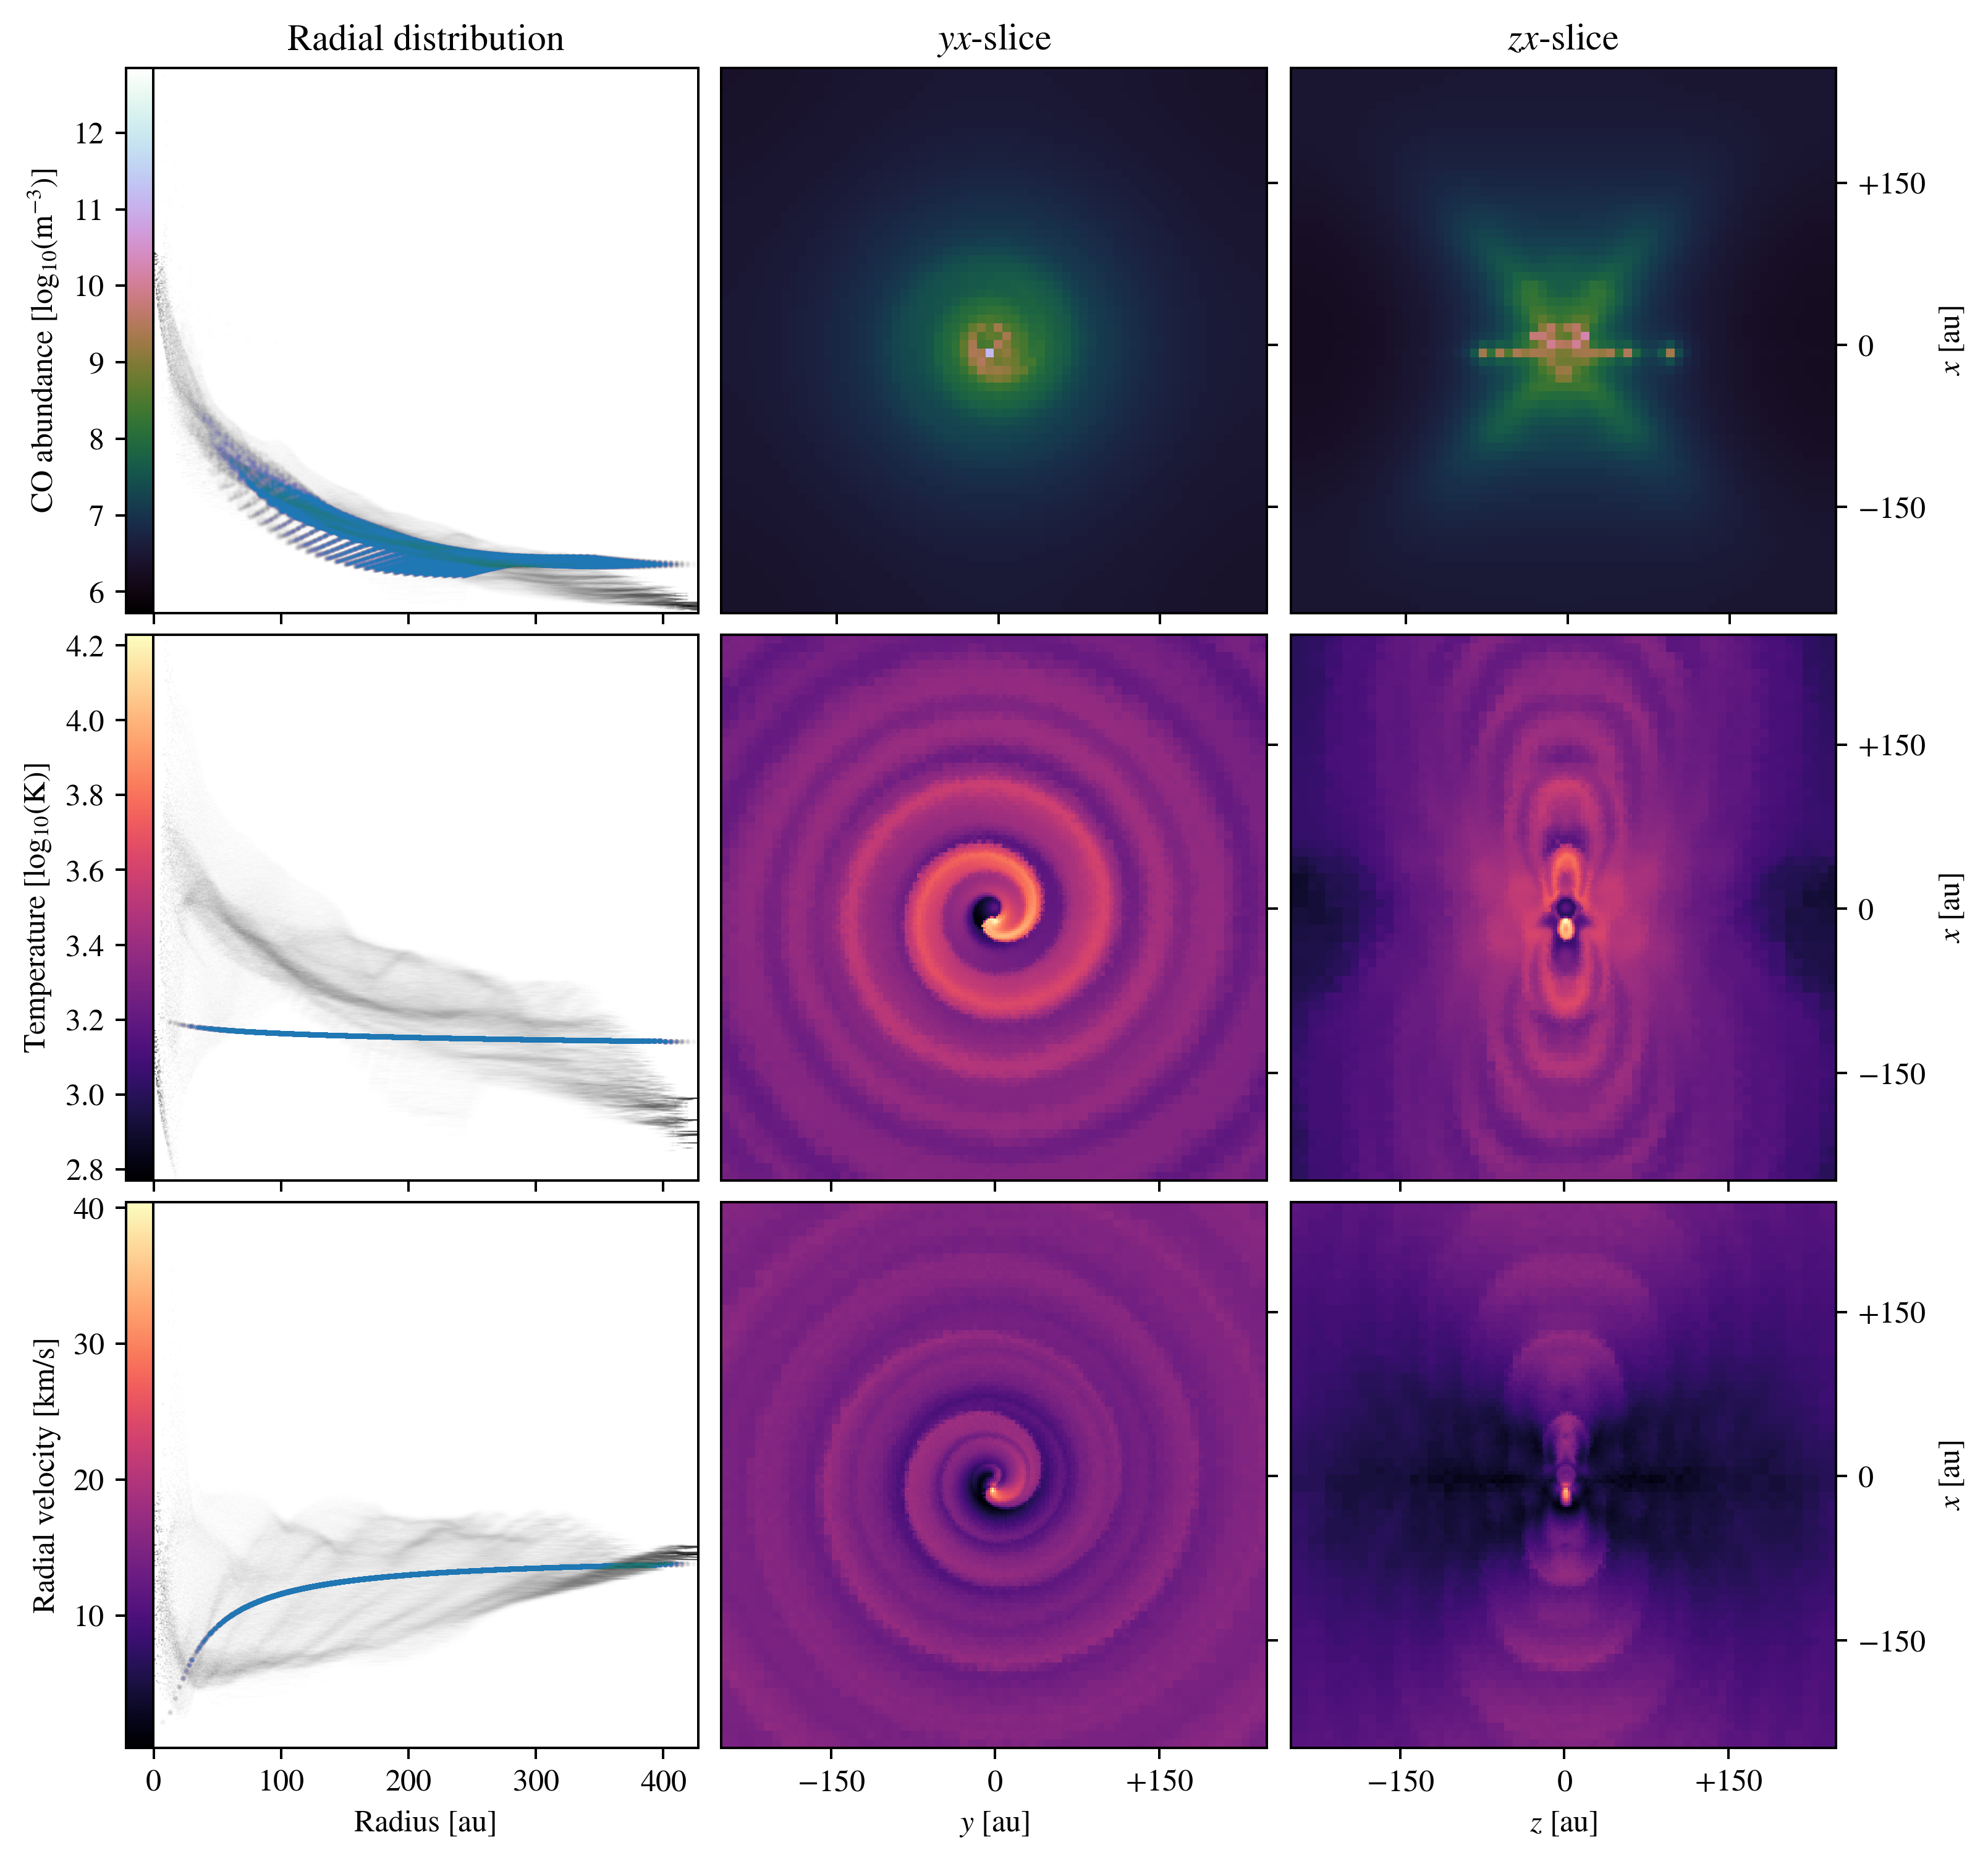 Radial distribution
yx-slice
zx-slice
CO abundance [log₁₀(m⁻³)]
12
11
10
9
8
7
6
+150
0
−150
x [au]
Temperature [log₁₀(K)]
4.2
4.0
3.8
3.6
3.4
3.2
3.0
2.8
+150
0
−150
x [au]
Radial velocity [km/s]
40
30
20
10
+150
0
−150
x [au]
0 100 200 300 400
Radius [au]
−150 0 +150
y [au]
−150 0 +150
z [au]